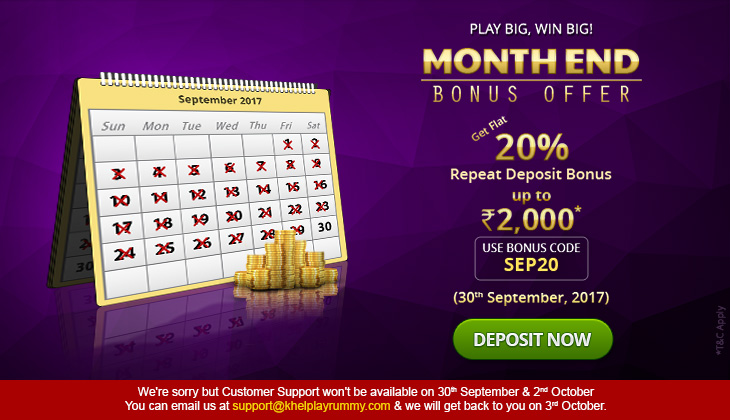 PLAY BIG, WIN BIG!
MONTH END
BONUS OFFER
Get Flat
20%
Repeat Deposit Bonus
up to
₹2,000*
USE BONUS CODE
SEP20
(30th September, 2017)
DEPOSIT NOW
*T&C Apply
September 2017
Sun Mon Tue Wed Thu Fri Sat
1 2
3 4 5 6 7 8 9
10 11 12 13 14 15 16
17 18 19 20 21 22 23
24 25 26 27 28 29 30
30
We're sorry but Customer Support won't be available on 30th September & 2nd October
You can email us at support@khelplayrummy.com & we will get back to you on 3rd October.